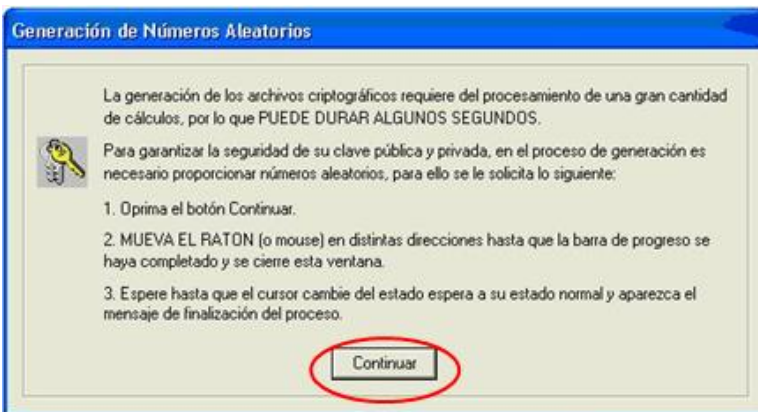 Generación de Números Aleatorios
La generación de los archivos criptográficos requiere del procesamiento de una gran cantidad
de cálculos, por lo que PUEDE DURAR ALGUNOS SEGUNDOS.
Para garantizar la seguridad de su clave pública y privada, en el proceso de generación es
necesario proporcionar números aleatorios, para ello se le solicita lo siguiente:
1. Oprima el botón Continuar.
2. MUEVA EL RATON (o mouse) en distintas direcciones hasta que la barra de progreso se
haya completado y se cierre esta ventana.
3. Espere hasta que el cursor cambie del estado espera a su estado normal y aparezca el
mensaje de finalización del proceso.
Continuar